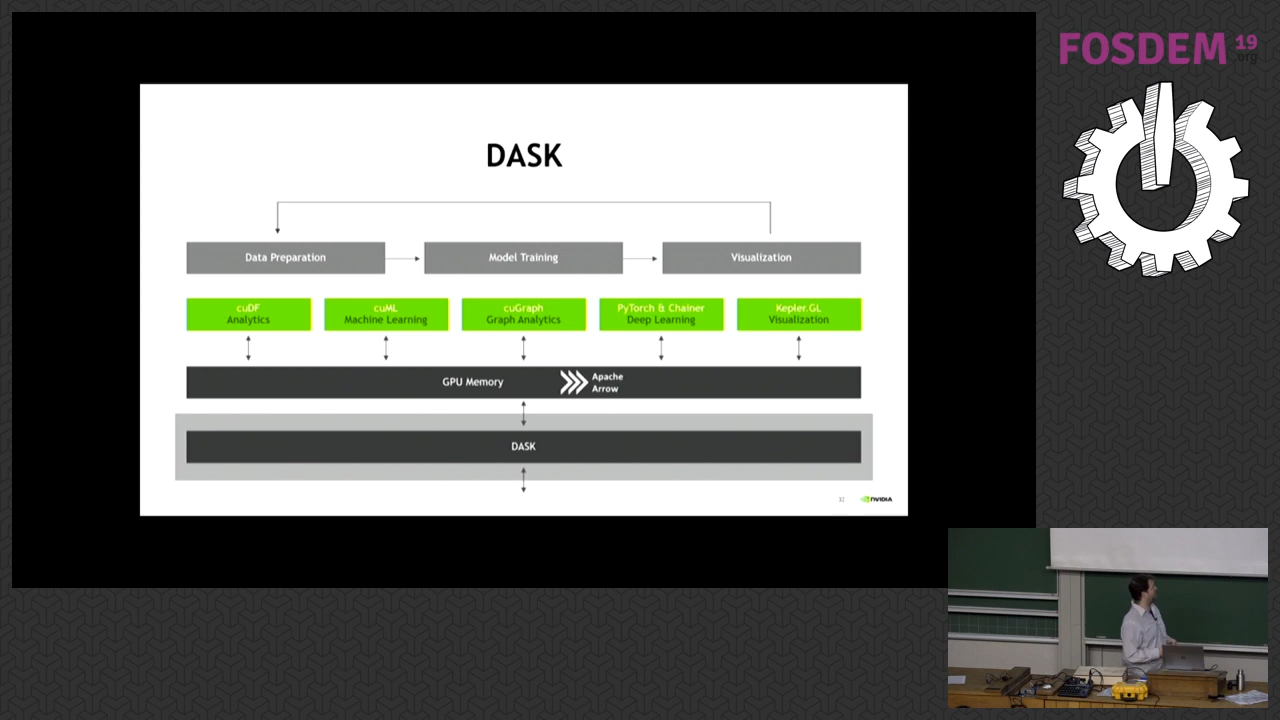 FOSDEM 19
.org
DASK
Data Preparation
Model Training
Visualization
cuDF
Analytics
cuML
Machine Learning
cuGraph
Graph Analytics
PyTorch & Chainer
Deep Learning
Kepler.GL
Visualization
GPU Memory
Apache
Arrow
DASK
NVIDIA